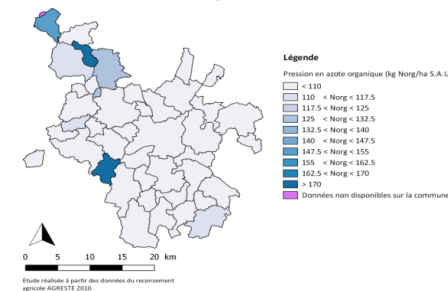 Légende
Pression en azote organique (kg Norg/ha S.A.U
< 110
110 < Norg < 117.5
117.5 < Norg < 125
125 < Norg < 132.5
132.5 < Norg < 140
140 < Norg < 147.5
147.5 < Norg < 155
155 < Norg < 162.5
162.5 < Norg < 170
> 170
Données non disponibles sur la commune
0 5 10 15 20 km
Etude réalisée à partir des données du recensement
agricole AGRESTE 2010